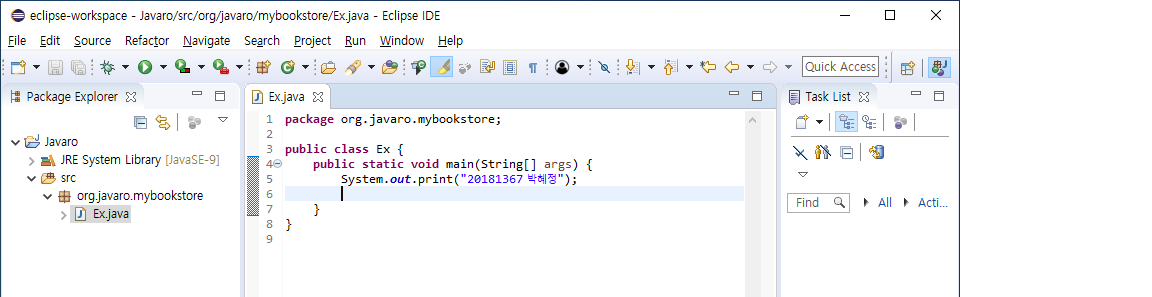 eclipse-workspace - Javaro/src/org/javaro/mybookstore/Ex.java - Eclipse IDE
File Edit Source Refactor Navigate Search Project Run Window Help
Quick Access
Package Explorer
Javaro
JRE System Library [JavaSE-9]
src
org.javaro.mybookstore
Ex.java
Ex.java
1 package org.javaro.mybookstore;
2
3 public class Ex {
4 public static void main(String[] args) {
5 System.out.print("20181367 박혜정");
6
7 }
8 }
9
Task List
Find All Acti...